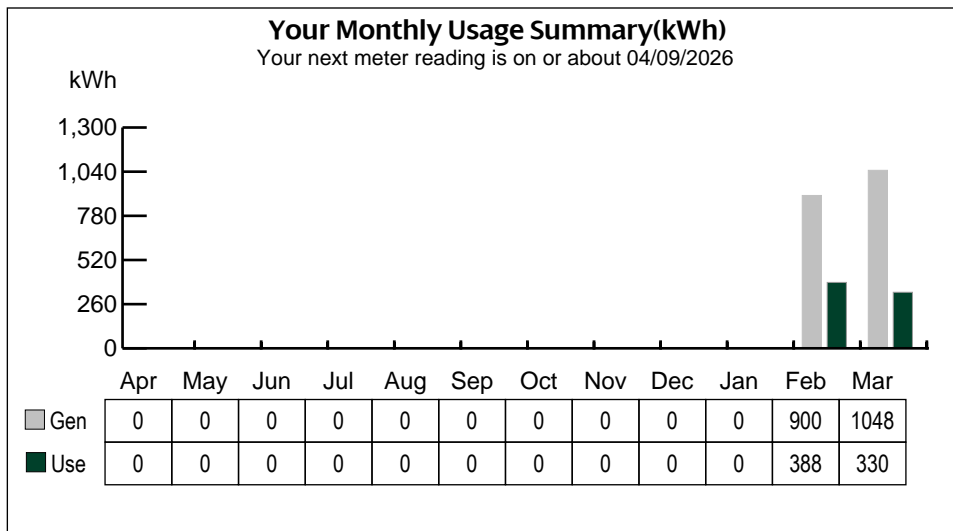 Your Monthly Usage Summary(kWh)
Your next meter reading is on or about 04/09/2026
kWh
1,300
1,040
780
520
260
0
Apr May Jun Jul Aug Sep Oct Nov Dec Jan Feb Mar
Gen 0 0 0 0 0 0 0 0 0 0 900 1048
Use 0 0 0 0 0 0 0 0 0 0 388 330